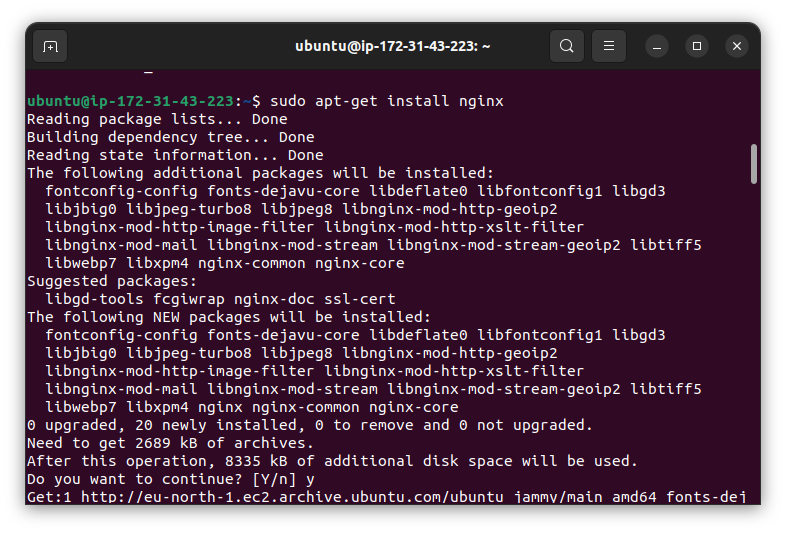 ubuntu@ip-172-31-43-223: ~
ubuntu@ip-172-31-43-223:~$ sudo apt-get install nginx
Reading package lists... Done
Building dependency tree... Done
Reading state information... Done
The following additional packages will be installed:
  fontconfig-config fonts-dejavu-core libdeflate0 libfontconfig1 libgd3
  libjbig0 libjpeg-turbo8 libjpeg8 libnginx-mod-http-geoip2
  libnginx-mod-http-image-filter libnginx-mod-http-xslt-filter
  libnginx-mod-mail libnginx-mod-stream libnginx-mod-stream-geoip2 libtiff5
  libwebp7 libxpm4 nginx-common nginx-core
Suggested packages:
  libgd-tools fcgiwrap nginx-doc ssl-cert
The following NEW packages will be installed:
  fontconfig-config fonts-dejavu-core libdeflate0 libfontconfig1 libgd3
  libjbig0 libjpeg-turbo8 libjpeg8 libnginx-mod-http-geoip2
  libnginx-mod-http-image-filter libnginx-mod-http-xslt-filter
  libnginx-mod-mail libnginx-mod-stream libnginx-mod-stream-geoip2 libtiff5
  libwebp7 libxpm4 nginx nginx-common nginx-core
0 upgraded, 20 newly installed, 0 to remove and 0 not upgraded.
Need to get 2689 kB of archives.
After this operation, 8335 kB of additional disk space will be used.
Do you want to continue? [Y/n] y
Get:1 http://eu-north-1.ec2.archive.ubuntu.com/ubuntu jammy/main amd64 fonts-dej